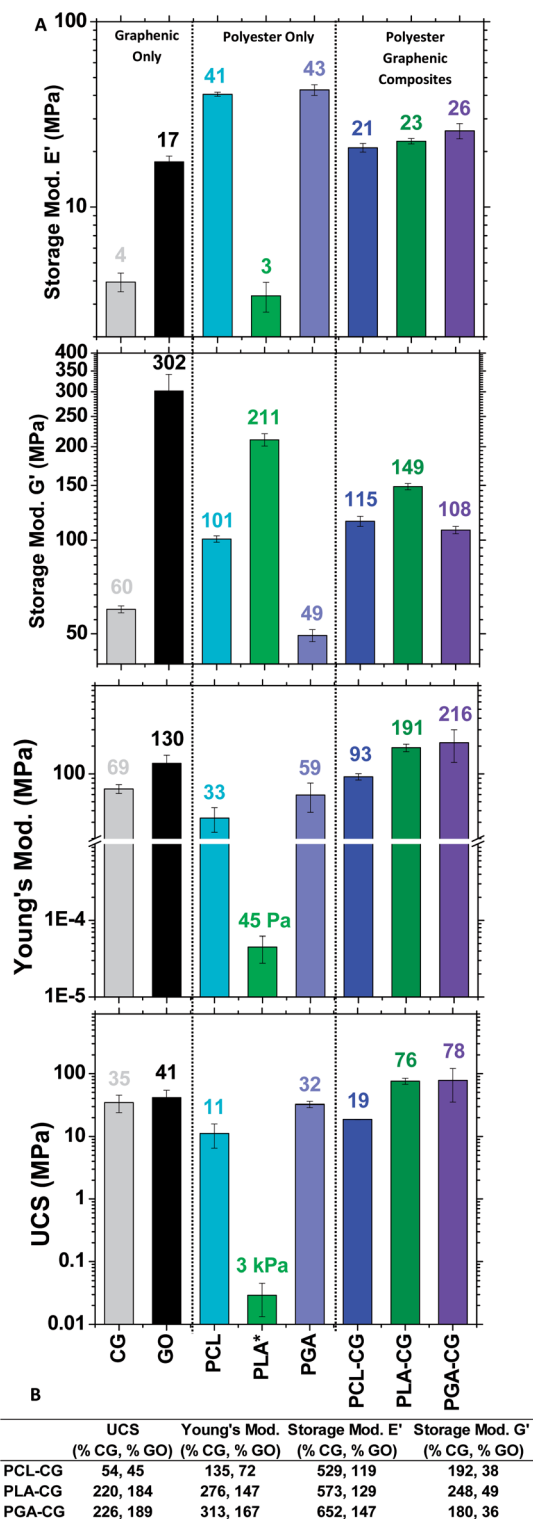 A
Graphenic Only
Polyester Only
Polyester Graphenic Composites
Storage Mod. E' (MPa)
100
10
4
17
41
3
43
21
23
26
Storage Mod. G' (MPa)
400
350
300
250
200
150
100
50
60
302
101
211
49
115
149
108
Young's Mod. (MPa)
100
1E-4
1E-5
69
130
33
45 Pa
59
93
191
216
UCS (MPa)
100
10
1
0.1
0.01
35
41
11
3 kPa
32
19
76
78
CG
GO
PCL
PLA*
PGA
PCL-CG
PLA-CG
PGA-CG
B
UCS Young's Mod. Storage Mod. E' Storage Mod. G'
(% CG, % GO) (% CG, % GO) (% CG, % GO) (% CG, % GO)
PCL-CG 54, 45 135, 72 529, 119 192, 38
PLA-CG 220, 184 276, 147 573, 129 248, 49
PGA-CG 226, 189 313, 167 652, 147 180, 36